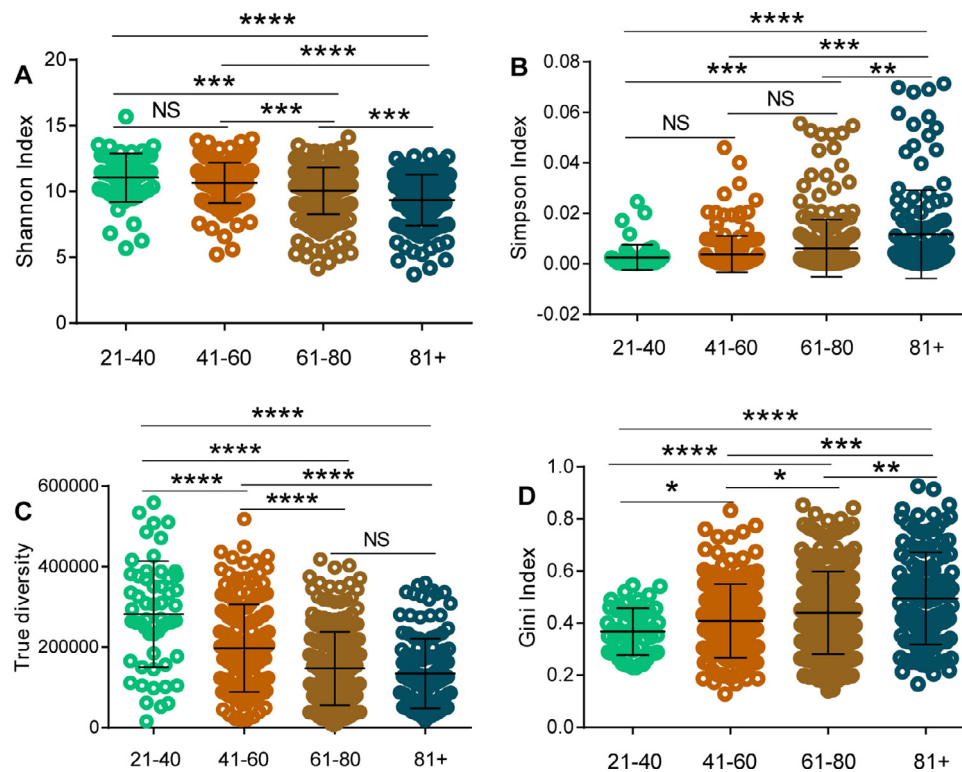 A
****
****
***
NS
***
***
Shannon Index
20
15
10
5
0
21-40 41-60 61-80 81+
B
****
***
***
**
NS
NS
Simpson Index
0.08
0.06
0.04
0.02
0.00
-0.02
21-40 41-60 61-80 81+
C
****
****
**** ****
****
NS
True diversity
600000
400000
200000
0
21-40 41-60 61-80 81+
D
****
**** ***
* * **
Gini Index
1.0
0.8
0.6
0.4
0.2
0.0
21-40 41-60 61-80 81+